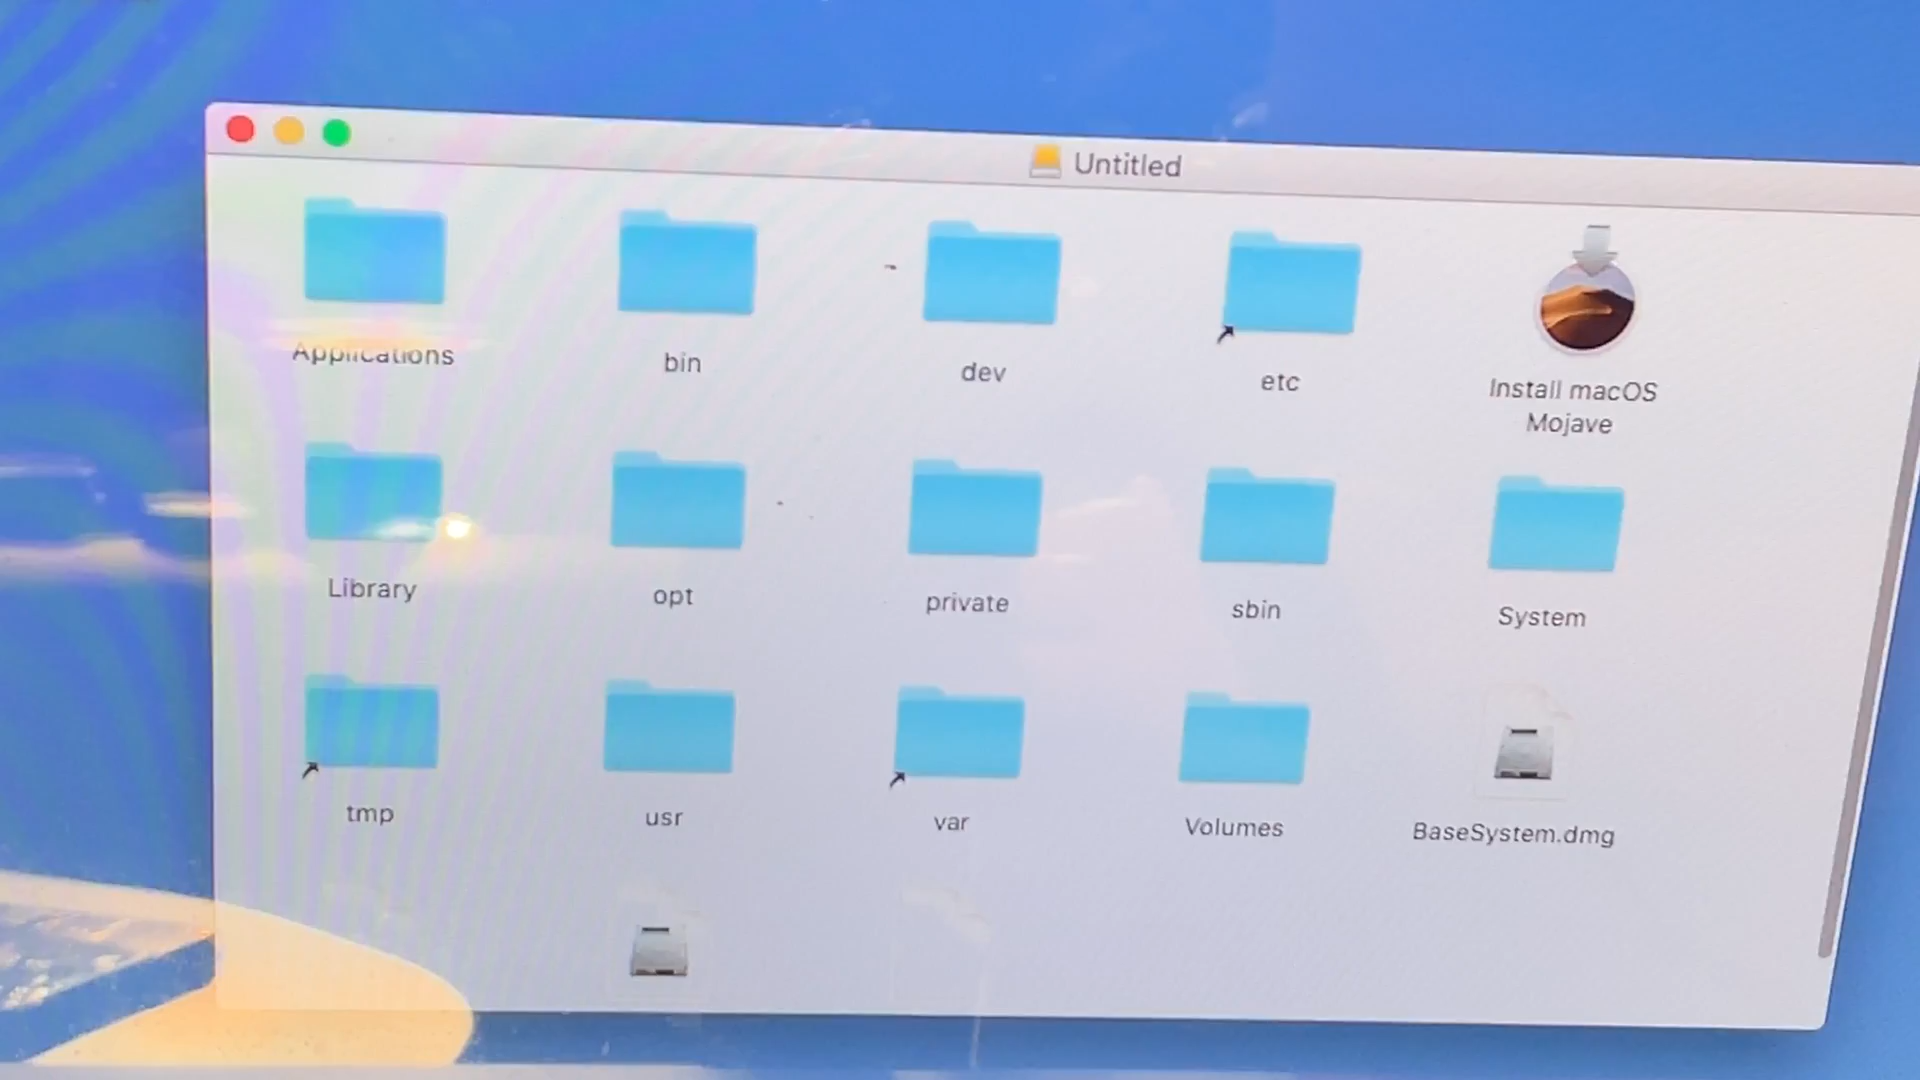 Untitled
Applications
bin
dev
etc
Install macOS
Mojave
Library
opt
private
sbin
System
tmp
usr
var
Volumes
BaseSystem.dmg